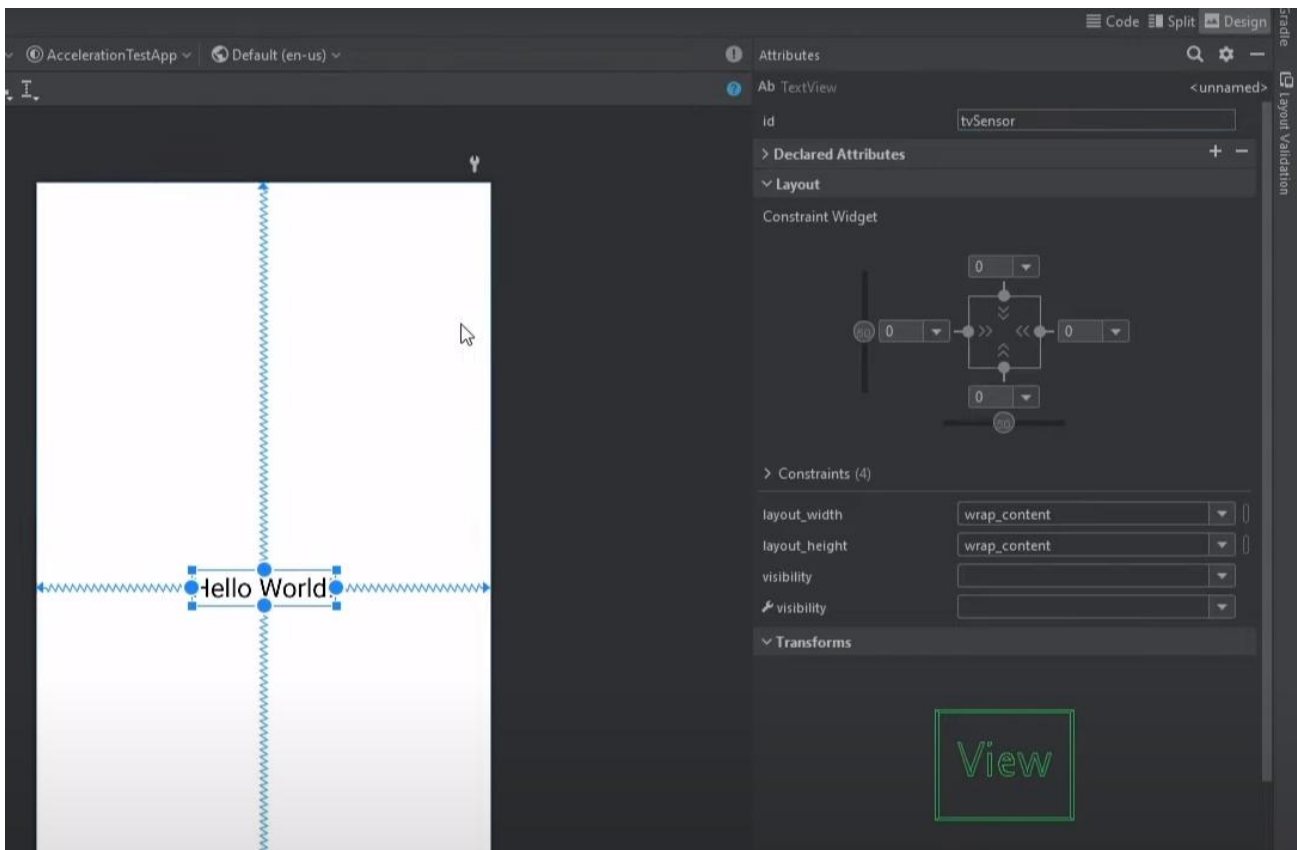 Code Split Design
AccelerationTestApp Default (en-us)
Attributes
Ab TextView <unnamed>
id tvSensor
Declared Attributes
Layout
Constraint Widget
0
50 0 0
0
50
Constraints (4)
layout_width wrap_content
layout_height wrap_content
visibility
visibility
Transforms
Hello World!
View
Gradle
Layout Validation